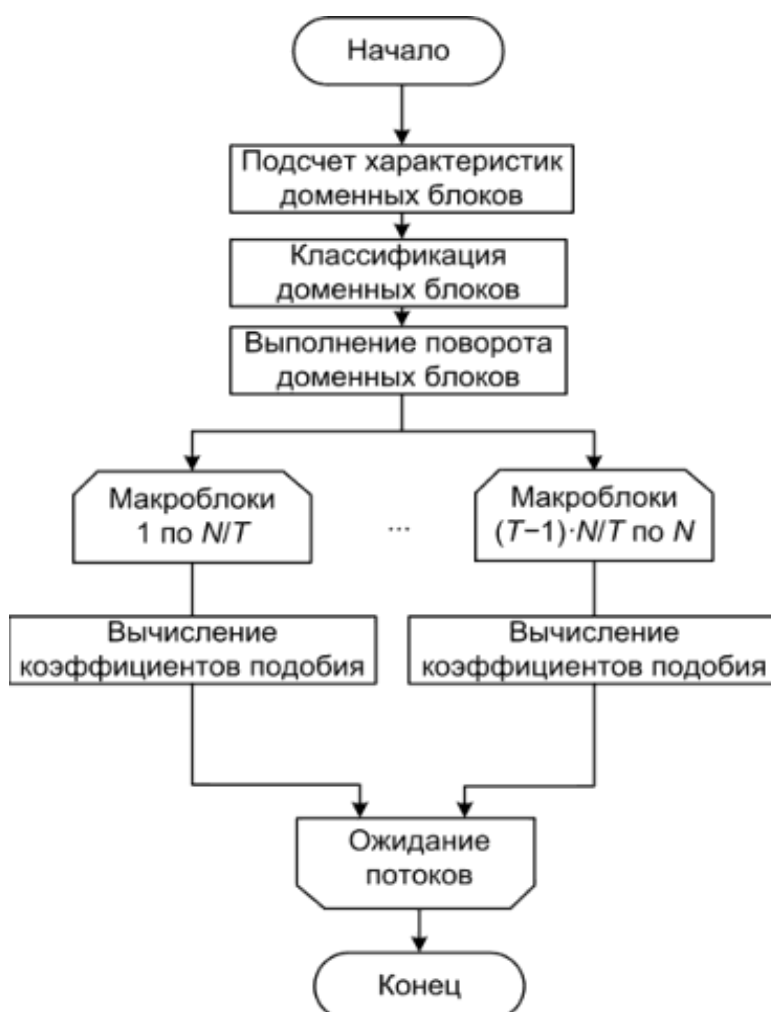 Начало
Подсчет характеристик
доменных блоков
Классификация
доменных блоков
Выполнение поворота
доменных блоков
Макроблоки
1 по N/T
...
Макроблоки
(T−1)·N/T по N
Вычисление
коэффициентов подобия
Вычисление
коэффициентов подобия
Ожидание
потоков
Конец